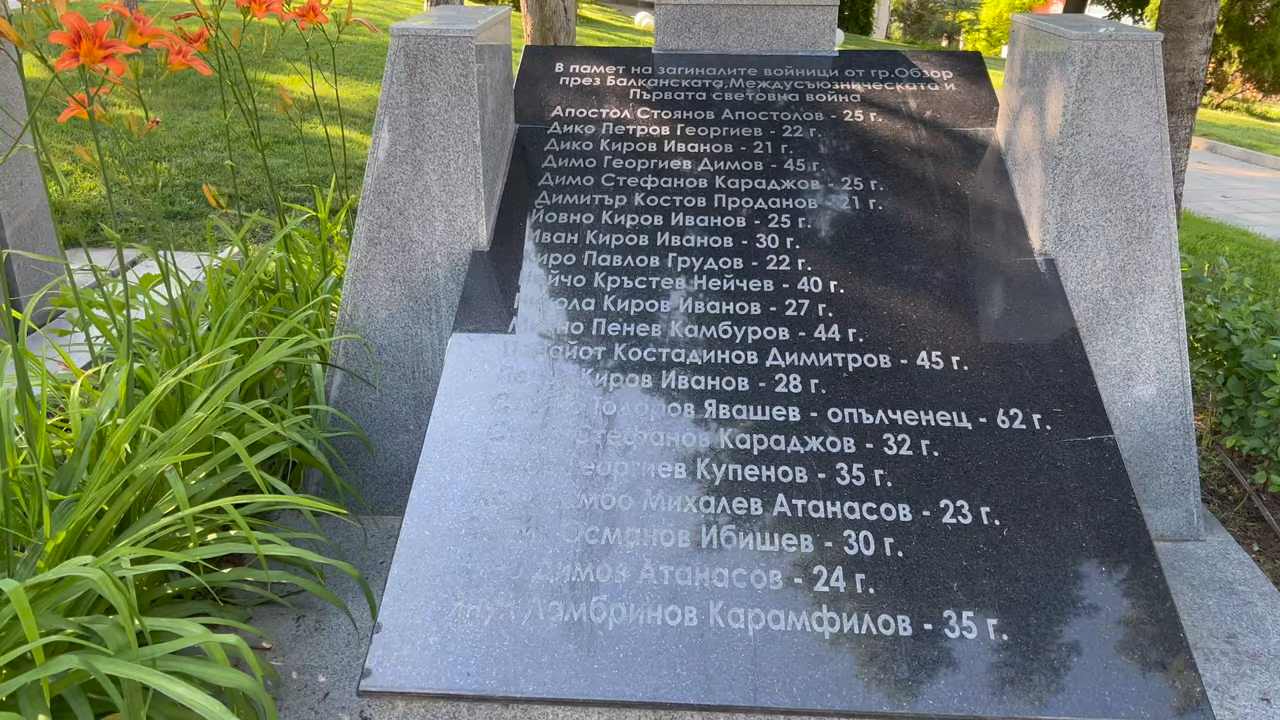 В памет на загиналите войници от гр.Обзор
през Балканската,Междусъюзническата и
Първата световна война
Апостол Стоянов Апостолов - 25 г.
Дико Петров Георгиев - 22 г.
Дико Киров Иванов - 21 г.
Димо Георгиев Димов - 45 г.
Димо Стефанов Караджов - 25 г.
Димитър Костов Проданов - 21 г.
Йовно Киров Иванов - 25 г.
Иван Киров Иванов - 30 г.
Павлов Грудов - 22 г.
Кръстев Нейчев - 40 г.
Киров Иванов - 27 г.
Пенев Камбуров - 44 г.
Костадинов Димитров - 45 г.
Киров Иванов - 28 г.
Тодоров Явашев - опълченец - 62 г.
Стефанов Караджов - 32 г.
Георгиев Купенов - 35 г.
Михалев Атанасов - 23 г.
Османов Ибишев - 30 г.
Димов Атанасов - 24 г.
Ламбринов Карамфилов - 35 г.